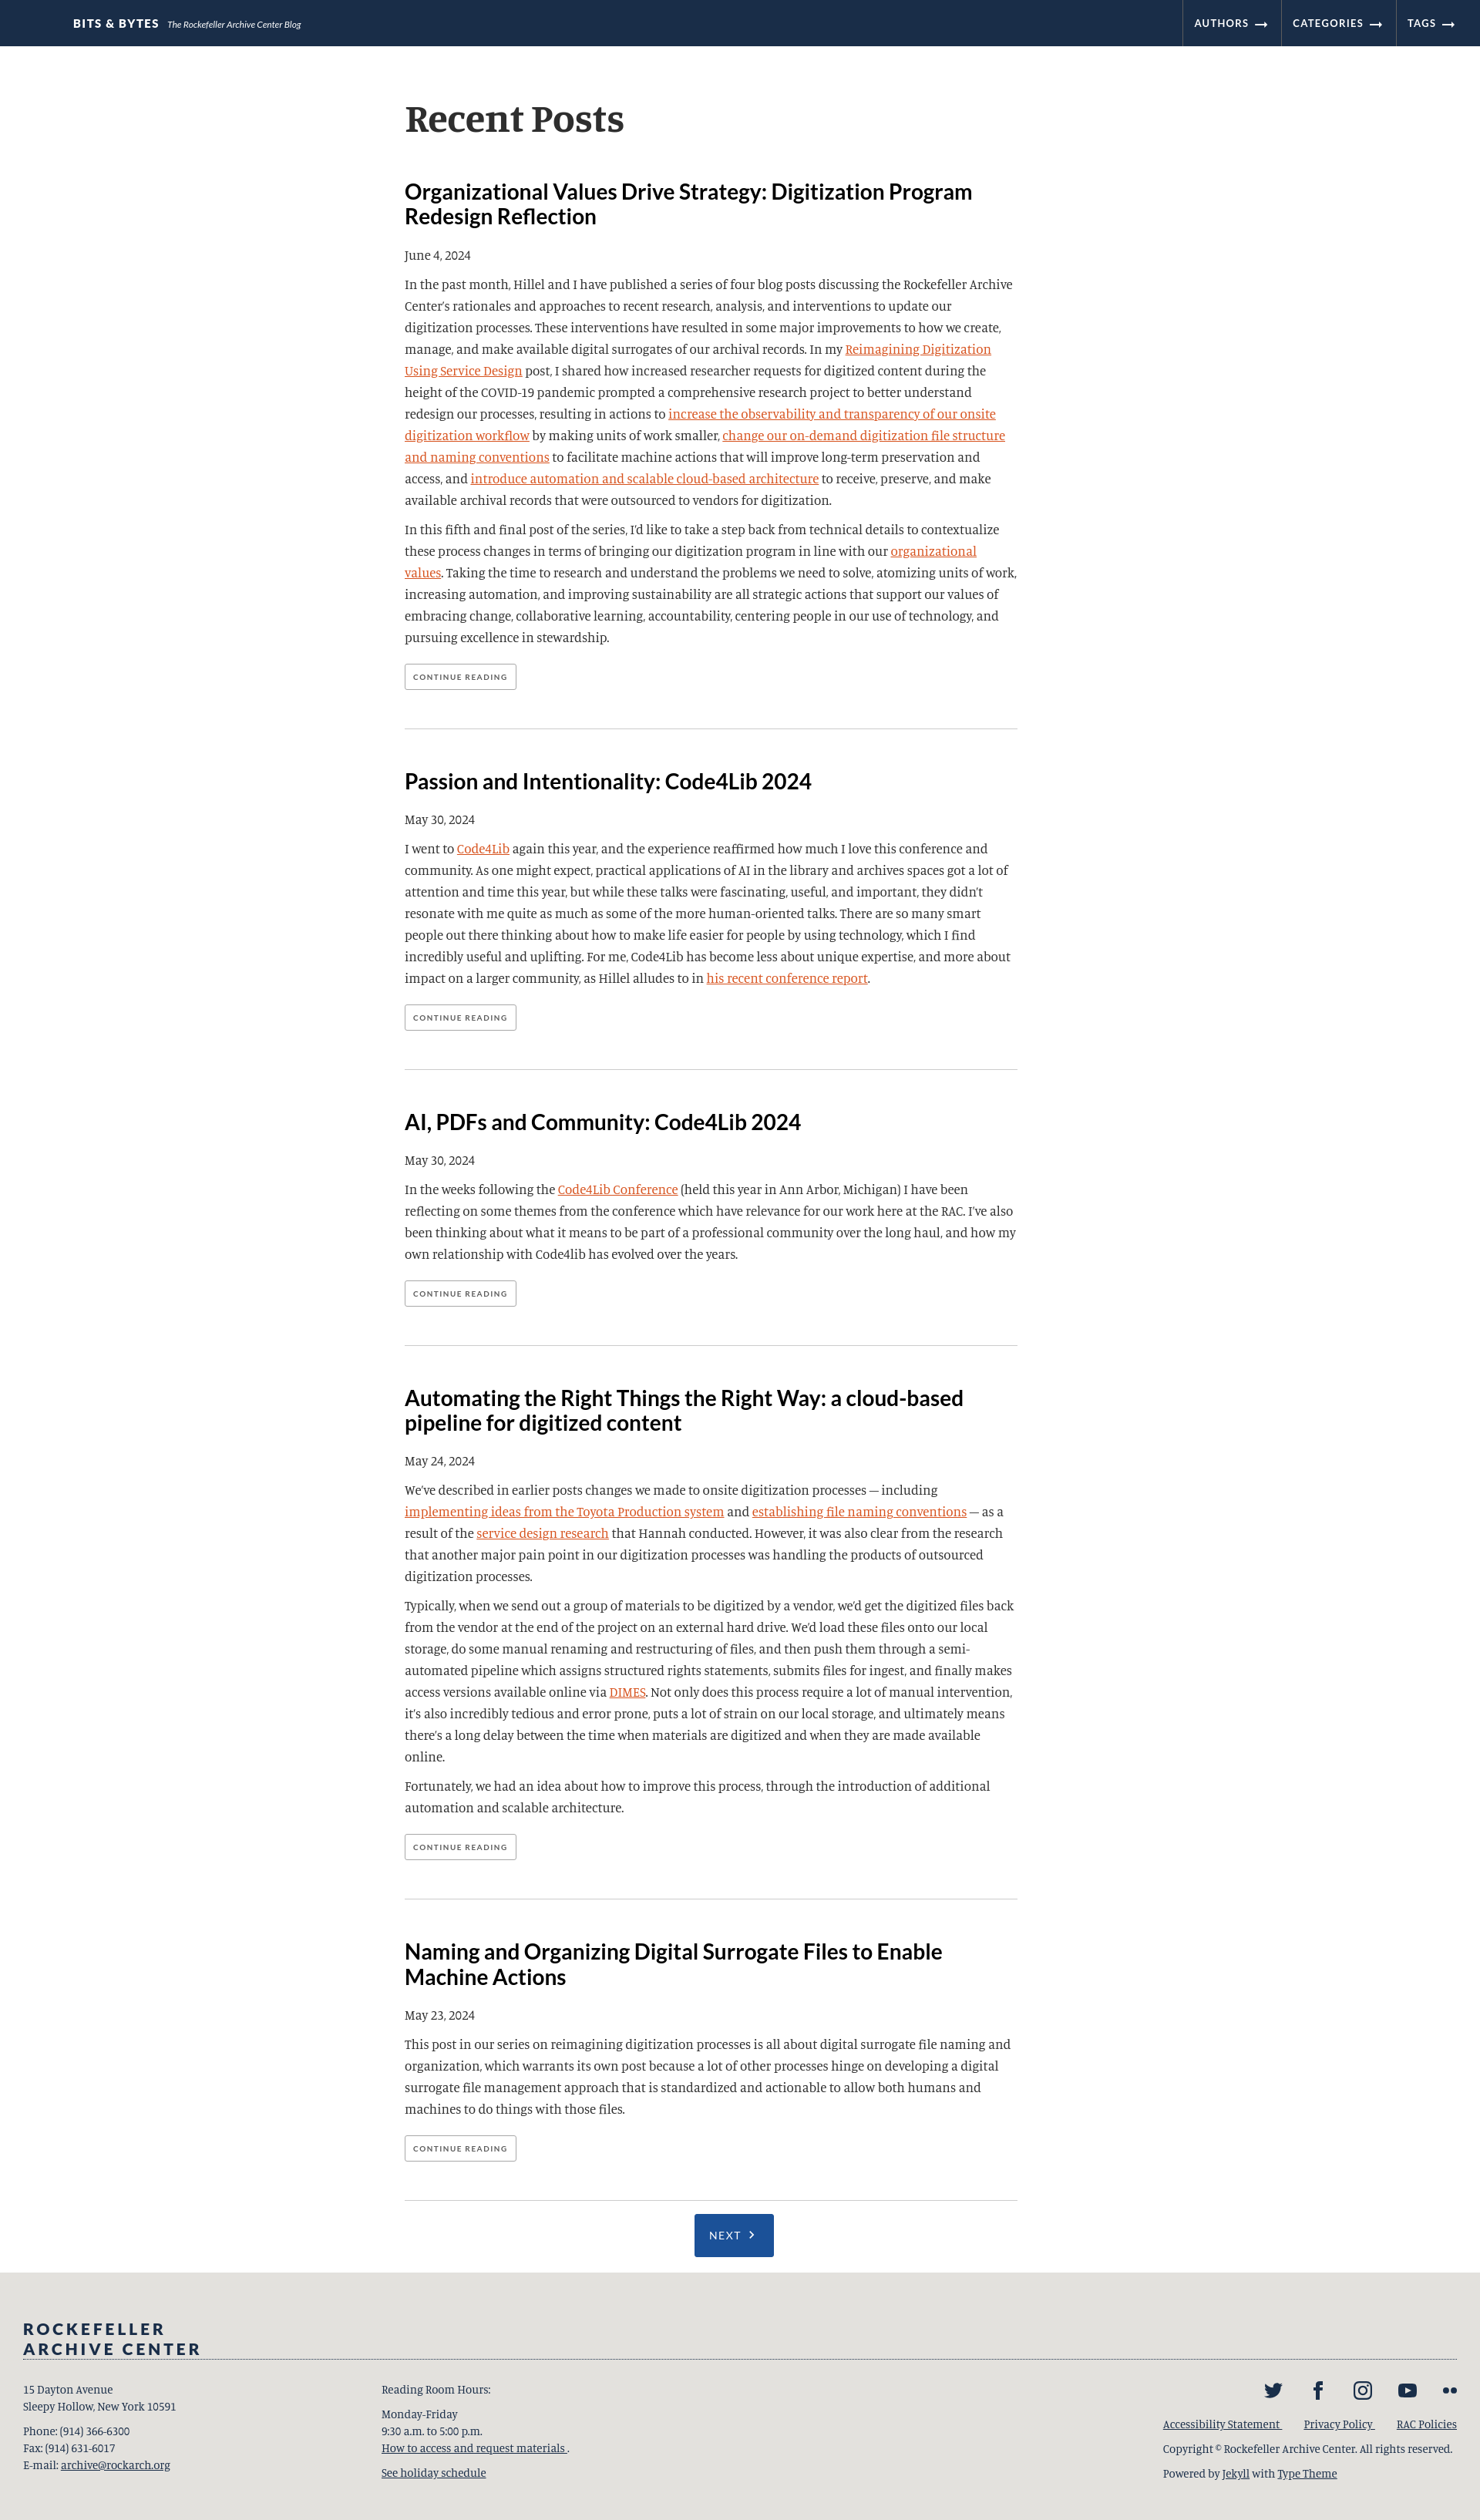 BITS & BYTES The Rockefeller Archive Center Blog
AUTHORS → CATEGORIES → TAGS →
Recent Posts
Organizational Values Drive Strategy: Digitization Program
Redesign Reflection
June 4, 2024
In the past month, Hillel and I have published a series of four blog posts discussing the Rockefeller Archive
Center's rationales and approaches to recent research, analysis, and interventions to update our
digitization processes. These interventions have resulted in some major improvements to how we create,
manage, and make available digital surrogates of our archival records. In my Reimagining Digitization
Using Service Design post, I shared how increased researcher requests for digitized content during the
height of the COVID-19 pandemic prompted a comprehensive research project to better understand
redesign our processes, resulting in actions to increase the observability and transparency of our onsite
digitization workflow by making units of work smaller, change our on-demand digitization file structure
and naming conventions to facilitate machine actions that will improve long-term preservation and
access, and introduce automation and scalable cloud-based architecture to receive, preserve, and make
available archival records that were outsourced to vendors for digitization.
In this fifth and final post of the series, I'd like to take a step back from technical details to contextualize
these process changes in terms of bringing our digitization program in line with our organizational
values. Taking the time to research and understand the problems we need to solve, atomizing units of work,
increasing automation, and improving sustainability are all strategic actions that support our values of
embracing change, collaborative learning, accountability, centering people in our use of technology, and
pursuing excellence in stewardship.
CONTINUE READING
Passion and Intentionality: Code4Lib 2024
May 30, 2024
I went to Code4Lib again this year, and the experience reaffirmed how much I love this conference and
community. As one might expect, practical applications of AI in the library and archives spaces got a lot of
attention and time this year, but while these talks were fascinating, useful, and important, they didn't
resonate with me quite as much as some of the more human-oriented talks. There are so many smart
people out there thinking about how to make life easier for people by using technology, which I find
incredibly useful and uplifting. For me, Code4Lib has become less about unique expertise, and more about
impact on a larger community, as Hillel alludes to in his recent conference report.
CONTINUE READING
AI, PDFs and Community: Code4Lib 2024
May 30, 2024
In the weeks following the Code4Lib Conference (held this year in Ann Arbor, Michigan) I have been
reflecting on some themes from the conference which have relevance for our work here at the RAC. I've also
been thinking about what it means to be part of a professional community over the long haul, and how my
own relationship with Code4lib has evolved over the years.
CONTINUE READING
Automating the Right Things the Right Way: a cloud-based
pipeline for digitized content
May 24, 2024
We've described in earlier posts changes we made to onsite digitization processes — including
implementing ideas from the Toyota Production system and establishing file naming conventions — as a
result of the service design research that Hannah conducted. However, it was also clear from the research
that another major pain point in our digitization processes was handling the products of outsourced
digitization processes.
Typically, when we send out a group of materials to be digitized by a vendor, we'd get the digitized files back
from the vendor at the end of the project on an external hard drive. We'd load these files onto our local
storage, do some manual renaming and restructuring of files, and then push them through a semi-
automated pipeline which assigns structured rights statements, submits files for ingest, and finally makes
access versions available online via DIMES. Not only does this process require a lot of manual intervention,
it's also incredibly tedious and error prone, puts a lot of strain on our local storage, and ultimately means
there's a long delay between the time when materials are digitized and when they are made available
online.
Fortunately, we had an idea about how to improve this process, through the introduction of additional
automation and scalable architecture.
CONTINUE READING
Naming and Organizing Digital Surrogate Files to Enable
Machine Actions
May 23, 2024
This post in our series on reimagining digitization processes is all about digital surrogate file naming and
organization, which warrants its own post because a lot of other processes hinge on developing a digital
surrogate file management approach that is standardized and actionable to allow both humans and
machines to do things with those files.
CONTINUE READING
NEXT >
ROCKEFELLER
ARCHIVE CENTER
15 Dayton Avenue
Sleepy Hollow, New York 10591
Phone: (914) 366-6300
Fax: (914) 631-6017
E-mail: archive@rockarch.org
Reading Room Hours:
Monday-Friday
9:30 a.m. to 5:00 p.m.
How to access and request materials .
See holiday schedule
Accessibility Statement Privacy Policy RAC Policies
Copyright © Rockefeller Archive Center. All rights reserved.
Powered by Jekyll with Type Theme